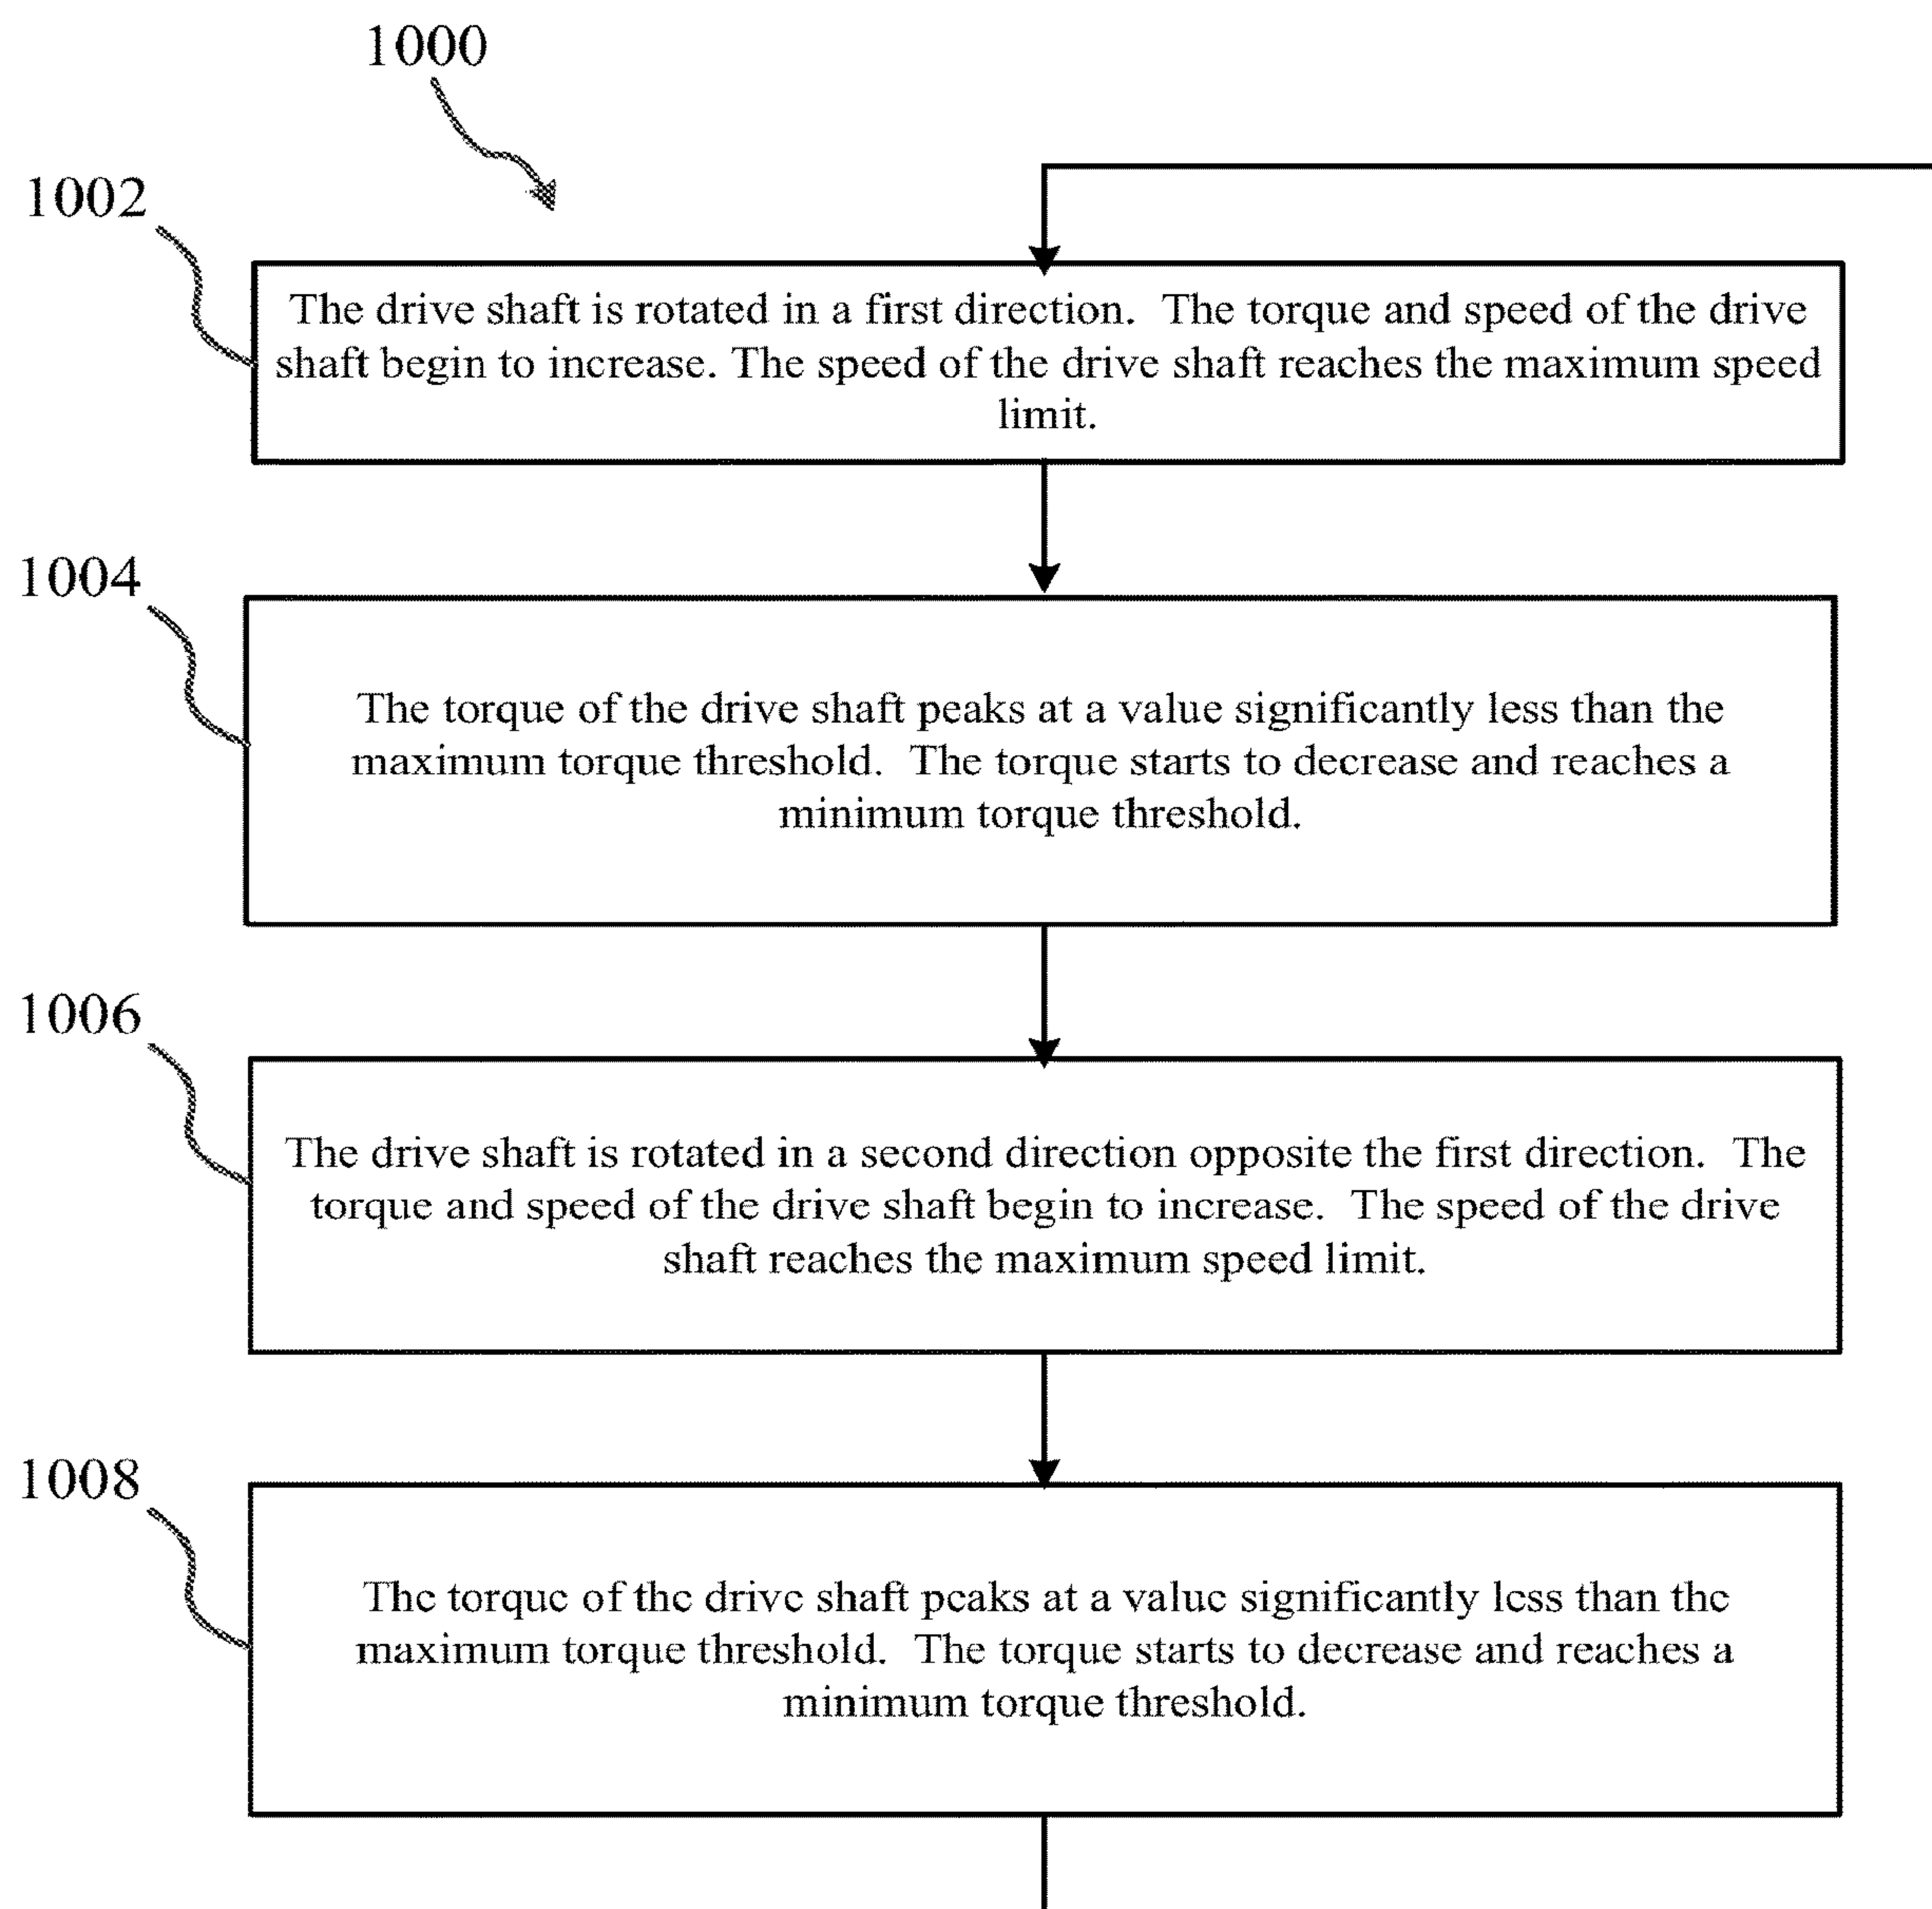 1000
1002
The drive shaft is rotated in a first direction.  The torque and speed of the drive
shaft begin to increase. The speed of the drive shaft reaches the maximum speed
limit.
1004
The torque of the drive shaft peaks at a value significantly less than the
maximum torque threshold.  The torque starts to decrease and reaches a
minimum torque threshold.
1006
The drive shaft is rotated in a second direction opposite the first direction.  The
torque and speed of the drive shaft begin to increase.  The speed of the drive
shaft reaches the maximum speed limit.
1008
The torque of the drive shaft peaks at a value significantly less than the
maximum torque threshold.  The torque starts to decrease and reaches a
minimum torque threshold.